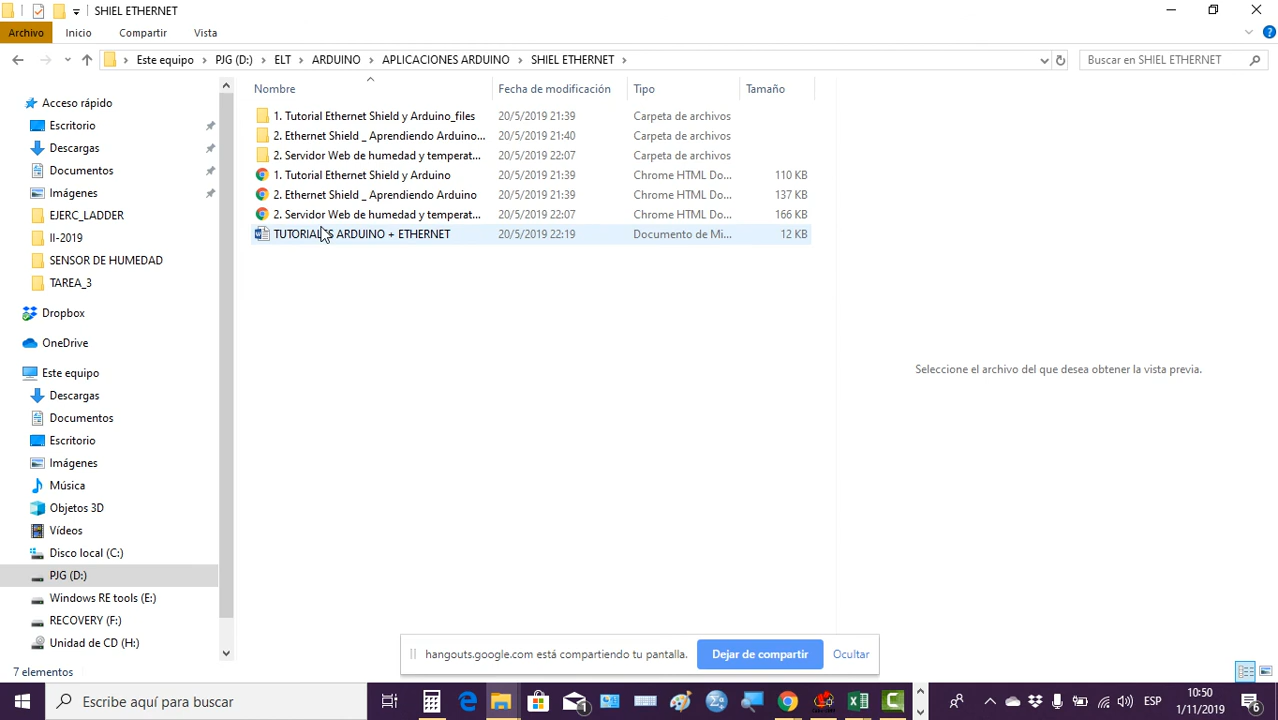 SHIEL ETHERNET
Archivo Inicio Compartir Vista
Este equipo PJG (D:) ELT ARDUINO APLICACIONES ARDUINO SHIEL ETHERNET
Buscar en SHIEL ETHERNET
Nombre Fecha de modificación Tipo Tamaño
1. Tutorial Ethernet Shield y Arduino_files 20/5/2019 21:39 Carpeta de archivos
2. Ethernet Shield _ Aprendiendo Arduino... 20/5/2019 21:40 Carpeta de archivos
2. Servidor Web de humedad y temperat... 20/5/2019 22:07 Carpeta de archivos
1. Tutorial Ethernet Shield y Arduino 20/5/2019 21:39 Chrome HTML Do... 110 KB
2. Ethernet Shield _ Aprendiendo Arduino 20/5/2019 21:39 Chrome HTML Do... 137 KB
2. Servidor Web de humedad y temperat... 20/5/2019 22:07 Chrome HTML Do... 166 KB
TUTORIALES ARDUINO + ETHERNET 20/5/2019 22:19 Documento de Mi... 12 KB
Acceso rápido
Escritorio
Descargas
Documentos
Imágenes
EJERC_LADDER
II-2019
SENSOR DE HUMEDAD
TAREA_3
Dropbox
OneDrive
Este equipo
Descargas
Documentos
Escritorio
Imágenes
Música
Objetos 3D
Vídeos
Disco local (C:)
PJG (D:)
Windows RE tools (E:)
RECOVERY (F:)
Unidad de CD (H:)
Seleccione el archivo del que desea obtener la vista previa.
hangouts.google.com está compartiendo tu pantalla. Dejar de compartir Ocultar
7 elementos
Escribe aquí para buscar
1
ESP
10:50
1/11/2019
6